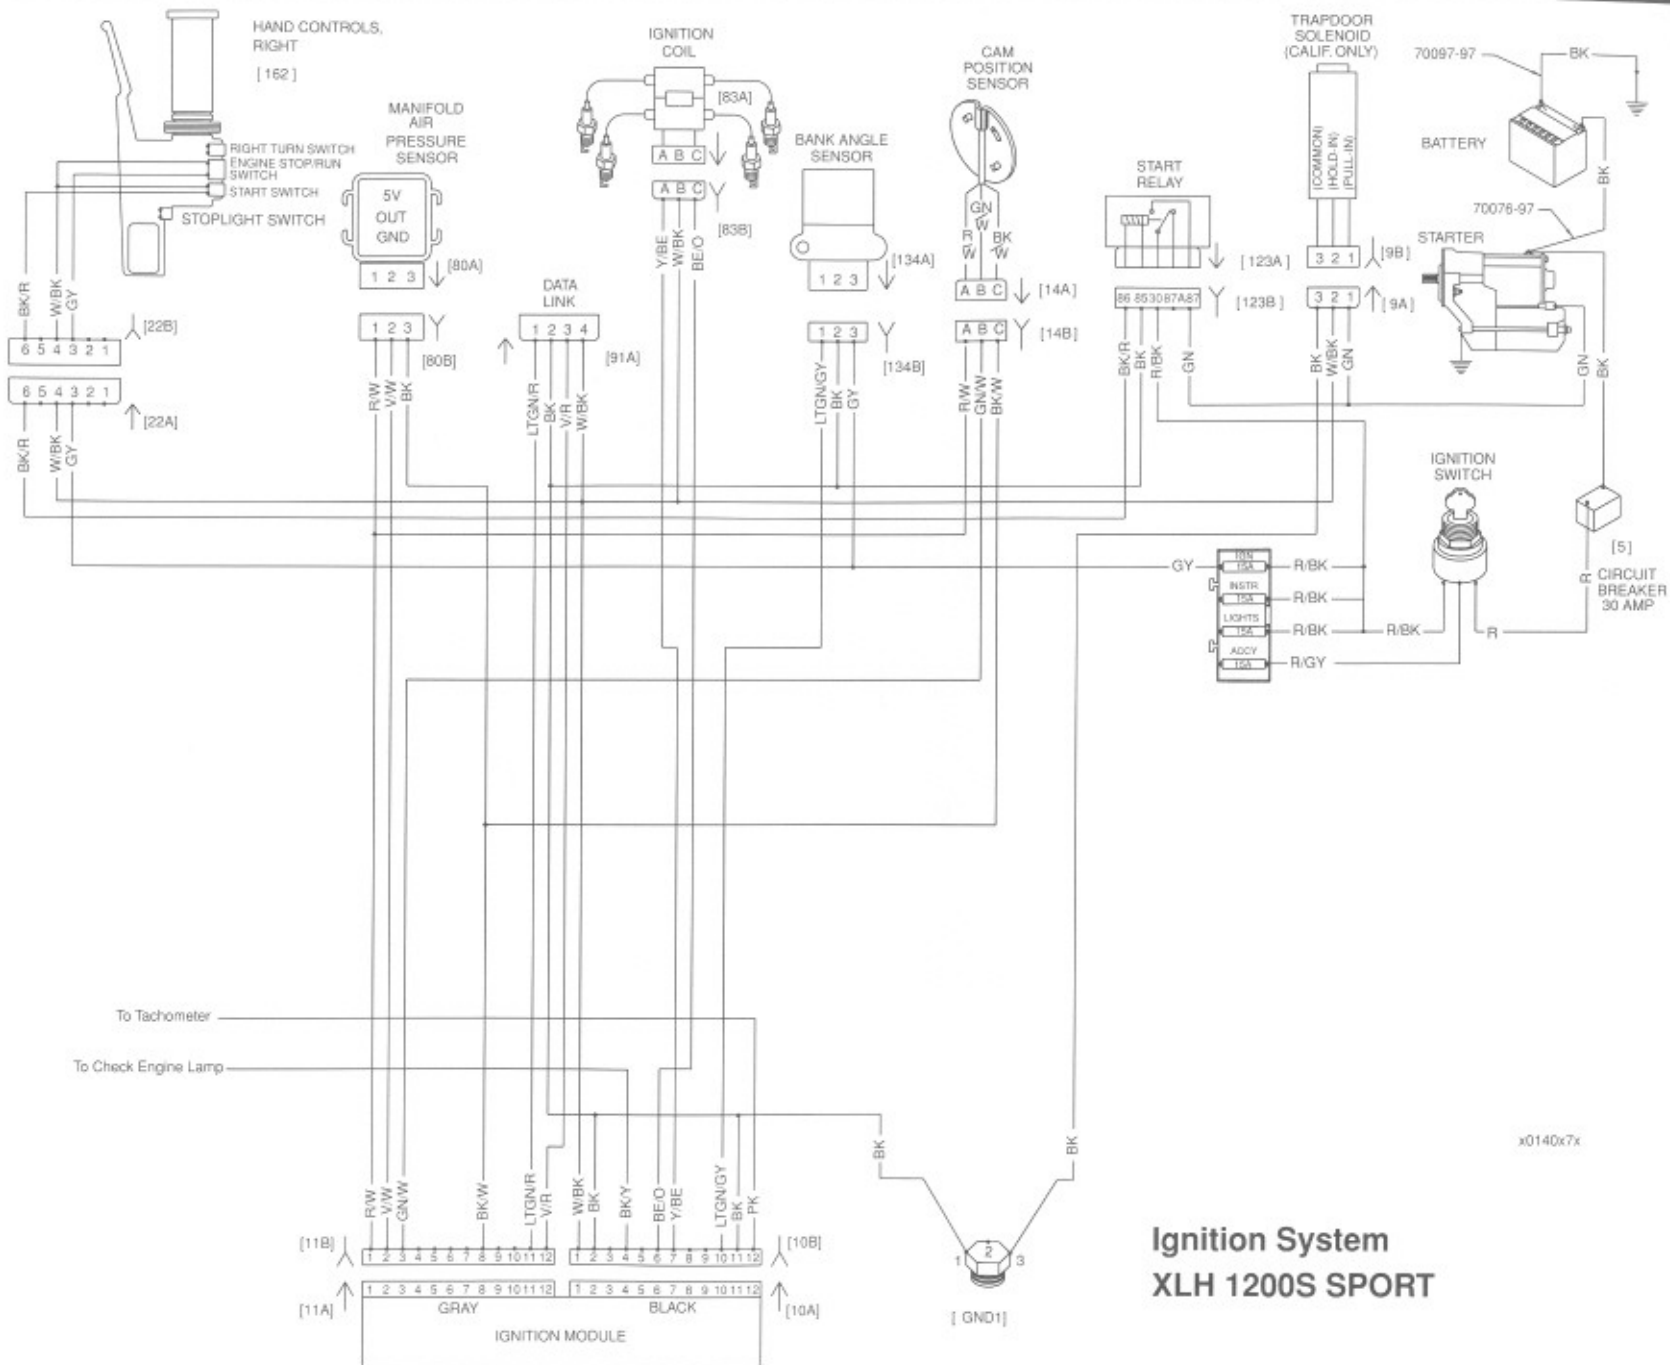 HAND CONTROLS,
RIGHT
[ 162 ]
RIGHT TURN SWITCH
ENGINE STOP/RUN
SWITCH
START SWITCH
STOPLIGHT SWITCH
MANIFOLD
AIR
PRESSURE
SENSOR
5V
OUT
GND
1 2 3
[80A]
1 2 3
[80B]
R/W
V/W
BK
IGNITION
COIL
[83A]
A B C
A B C
[83B]
Y/BE
W/BK
BE/O
DATA
LINK
1 2 3 4
[91A]
LTGN/R
BK
V/R
W/BK
BANK ANGLE
SENSOR
1 2 3
[134A]
1 2 3
[134B]
LTGN/GY
BK
GY
CAM
POSITION
SENSOR
R/W
GN/W
BK/W
A B C
[14A]
A B C
[14B]
R/W
GN/W
BK/W
START
RELAY
[123A]
86 85 30 87A 87
[123B]
BK/R
BK
R/BK
GN
TRAPDOOR
SOLENOID
(CALIF. ONLY)
(COMMON)
(HOLD-IN)
(PULL-IN)
3 2 1
[9B]
3 2 1
[9A]
BK
W/BK
GN
70097-97
BK
BATTERY
BK
70076-97
STARTER
GN
BK
BK/R
W/BK
GY
[22B]
6 5 4 3 2 1
6 5 4 3 2 1
[22A]
BK/R
W/BK
GY
IGNITION
SWITCH
[5]
CIRCUIT
BREAKER
30 AMP
R
GY
IGN
15A
R/BK
INSTR
15A
R/BK
LIGHTS
15A
R/BK
R/BK
R
ACCY
15A
R/GY
To Tachometer
To Check Engine Lamp
BK
BK
x0140x7x
R/W
V/W
GN/W
BK/W
LTGN/R
V/R
W/BK
BK
BK/Y
BE/O
Y/BE
LTGN/GY
BK
PK
[11B]
1 2 3 4 5 6 7 8 9 10 11 12
1 2 3 4 5 6 7 8 9 10 11 12
[10B]
[11A]
1 2 3 4 5 6 7 8 9 10 11 12
1 2 3 4 5 6 7 8 9 10 11 12
[10A]
GRAY
BLACK
IGNITION MODULE
1 2 3
[ GND1]
Ignition System
XLH 1200S SPORT